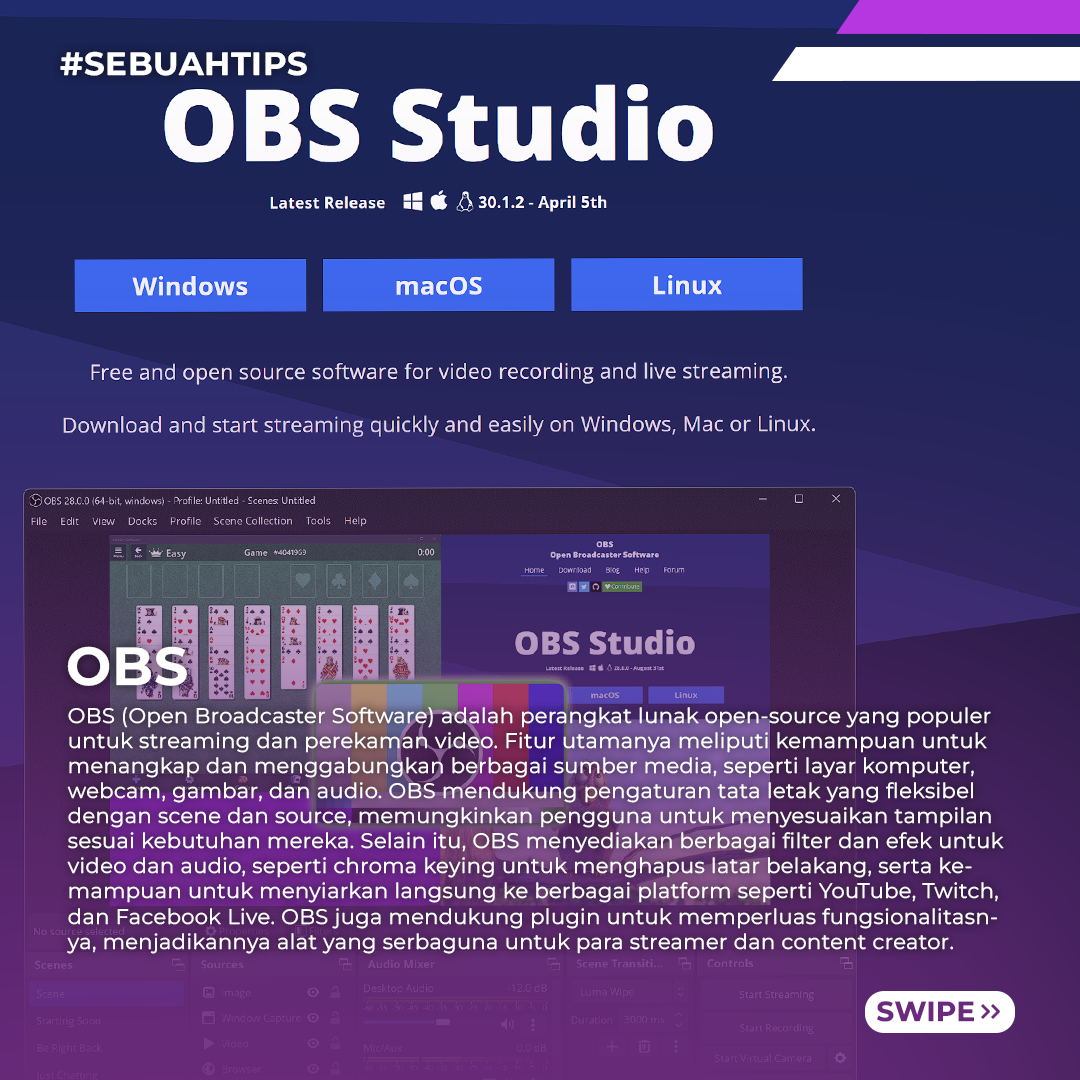 #SEBUAHTIPS
OBS Studio
Latest Release 30.1.2 - April 5th
Windows macOS Linux
Free and open source software for video recording and live streaming.
Download and start streaming quickly and easily on Windows, Mac or Linux.
OBS 28.0.0 (64-bit, windows) - Profile: Untitled - Scenes: Untitled
File Edit View Docks Profile Scene Collection Tools Help
Easy Game #4041969 0:00
OBS
Open Broadcaster Software
Home Download Blog Help Forum
Contribute
OBS Studio
Latest Release 28.0.0 - August 31st
macOS Linux
OBS
OBS (Open Broadcaster Software) adalah perangkat lunak open-source yang populer
untuk streaming dan perekaman video. Fitur utamanya meliputi kemampuan untuk
menangkap dan menggabungkan berbagai sumber media, seperti layar komputer,
webcam, gambar, dan audio. OBS mendukung pengaturan tata letak yang fleksibel
dengan scene dan source, memungkinkan pengguna untuk menyesuaikan tampilan
sesuai kebutuhan mereka. Selain itu, OBS menyediakan berbagai filter dan efek untuk
video dan audio, seperti chroma keying untuk menghapus latar belakang, serta ke-
mampuan untuk menyiarkan langsung ke berbagai platform seperti YouTube, Twitch,
dan Facebook Live. OBS juga mendukung plugin untuk memperluas fungsionalitasn-
ya, menjadikannya alat yang serbaguna untuk para streamer dan content creator.
No source selected Properties Filters
Scenes Sources Audio Mixer Scene Transiti... Controls
Scene Image Desktop Audio -12.0 dB Luma Wipe Start Streaming
Starting Soon Window Capture Duration 3000 ms Start Recording
Be Right Back Video Mic/Aux 0.0 dB Start Virtual Camera
Just Chatting Browser
SWIPE >>